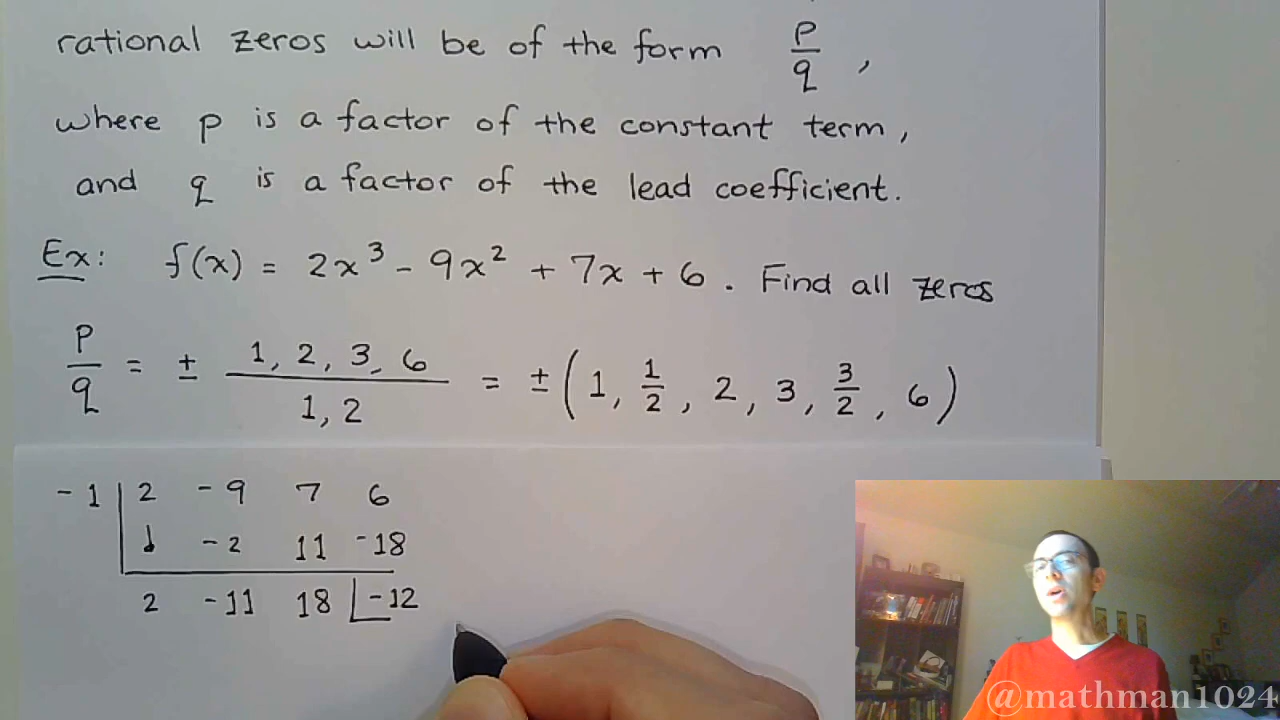 rational zeros will be of the form p/q ,
where p is a factor of the constant term,
and q is a factor of the lead coefficient.
Ex: f(x) = 2x³ - 9x² + 7x + 6 . Find all zeros
p/q = ± 1, 2, 3, 6 / 1, 2 = ± (1, 1/2, 2, 3, 3/2, 6)
-1 | 2 -9 7 6
↓ -2 11 -18
2 -11 18 |-12
@mathman1024